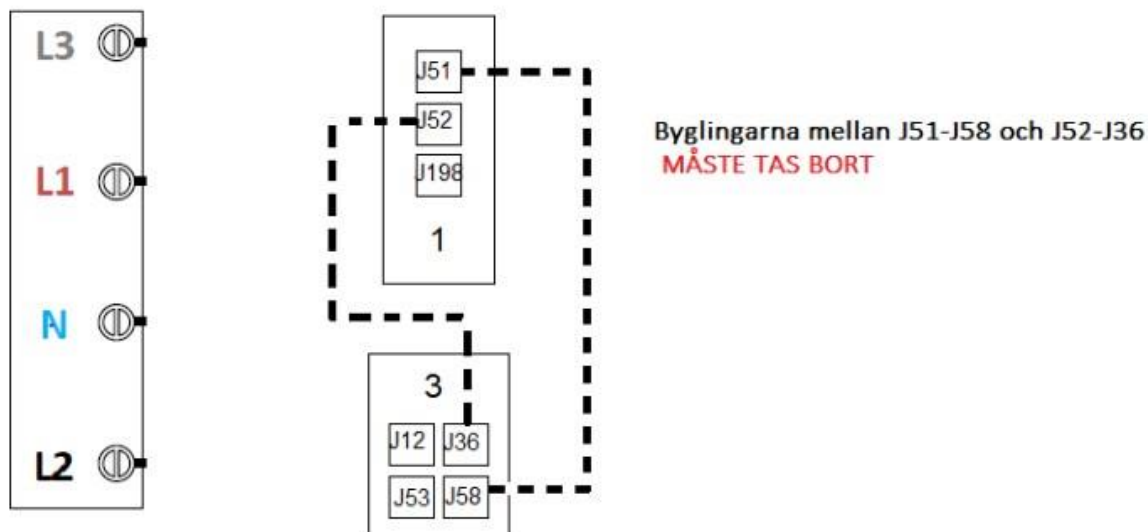 L3
L1
N
L2
J51
J52
J198
1
3
J12 J36
J53 J58
Byglingarna mellan J51-J58 och J52-J36
MÅSTE TAS BORT